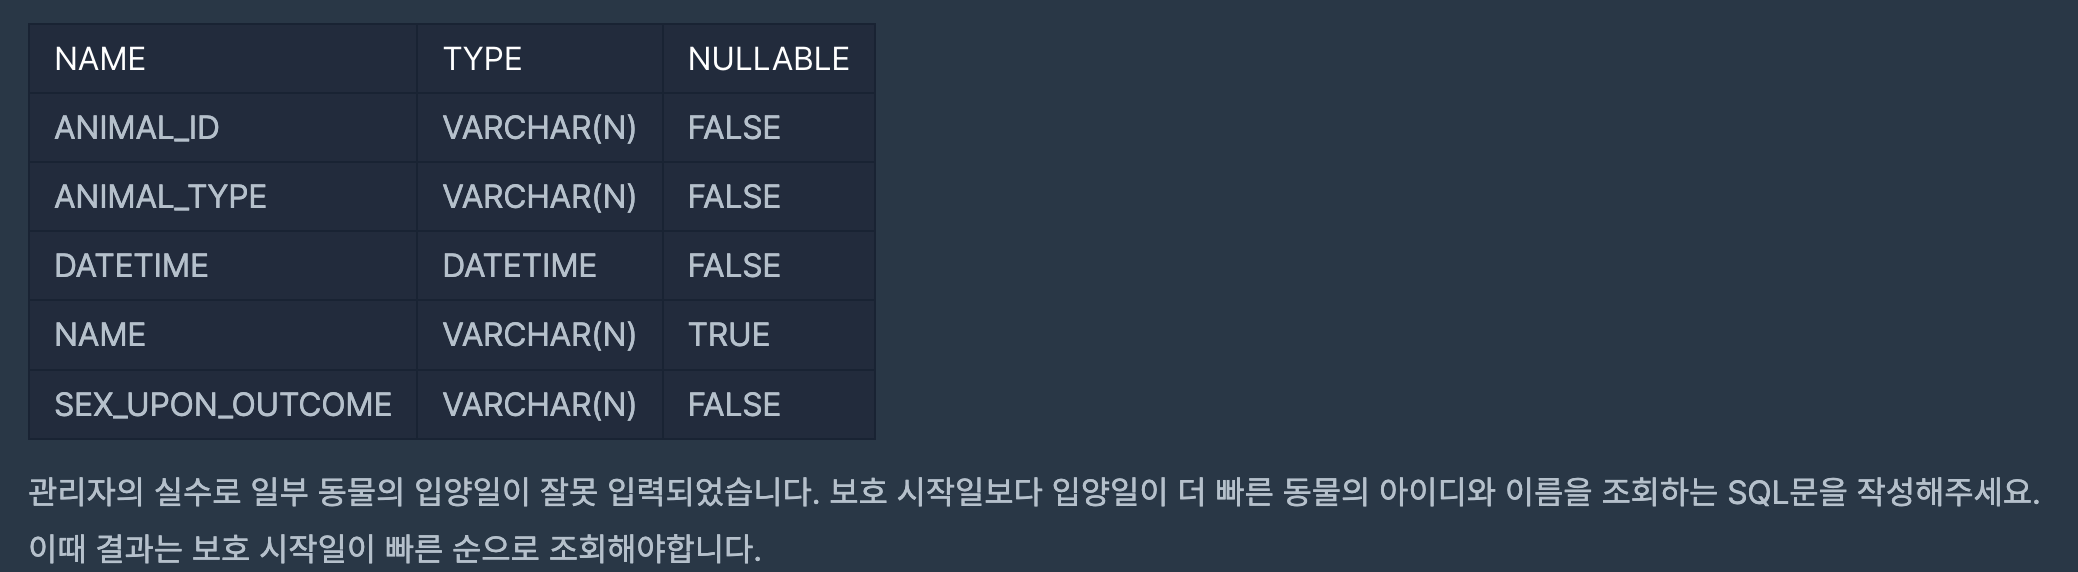 NAME TYPE NULLABLE
ANIMAL_ID VARCHAR(N) FALSE
ANIMAL_TYPE VARCHAR(N) FALSE
DATETIME DATETIME FALSE
NAME VARCHAR(N) TRUE
SEX_UPON_OUTCOME VARCHAR(N) FALSE
관리자의 실수로 일부 동물의 입양일이 잘못 입력되었습니다. 보호 시작일보다 입양일이 더 빠른 동물의 아이디와 이름을 조회하는 SQL문을 작성해주세요.
이때 결과는 보호 시작일이 빠른 순으로 조회해야합니다.